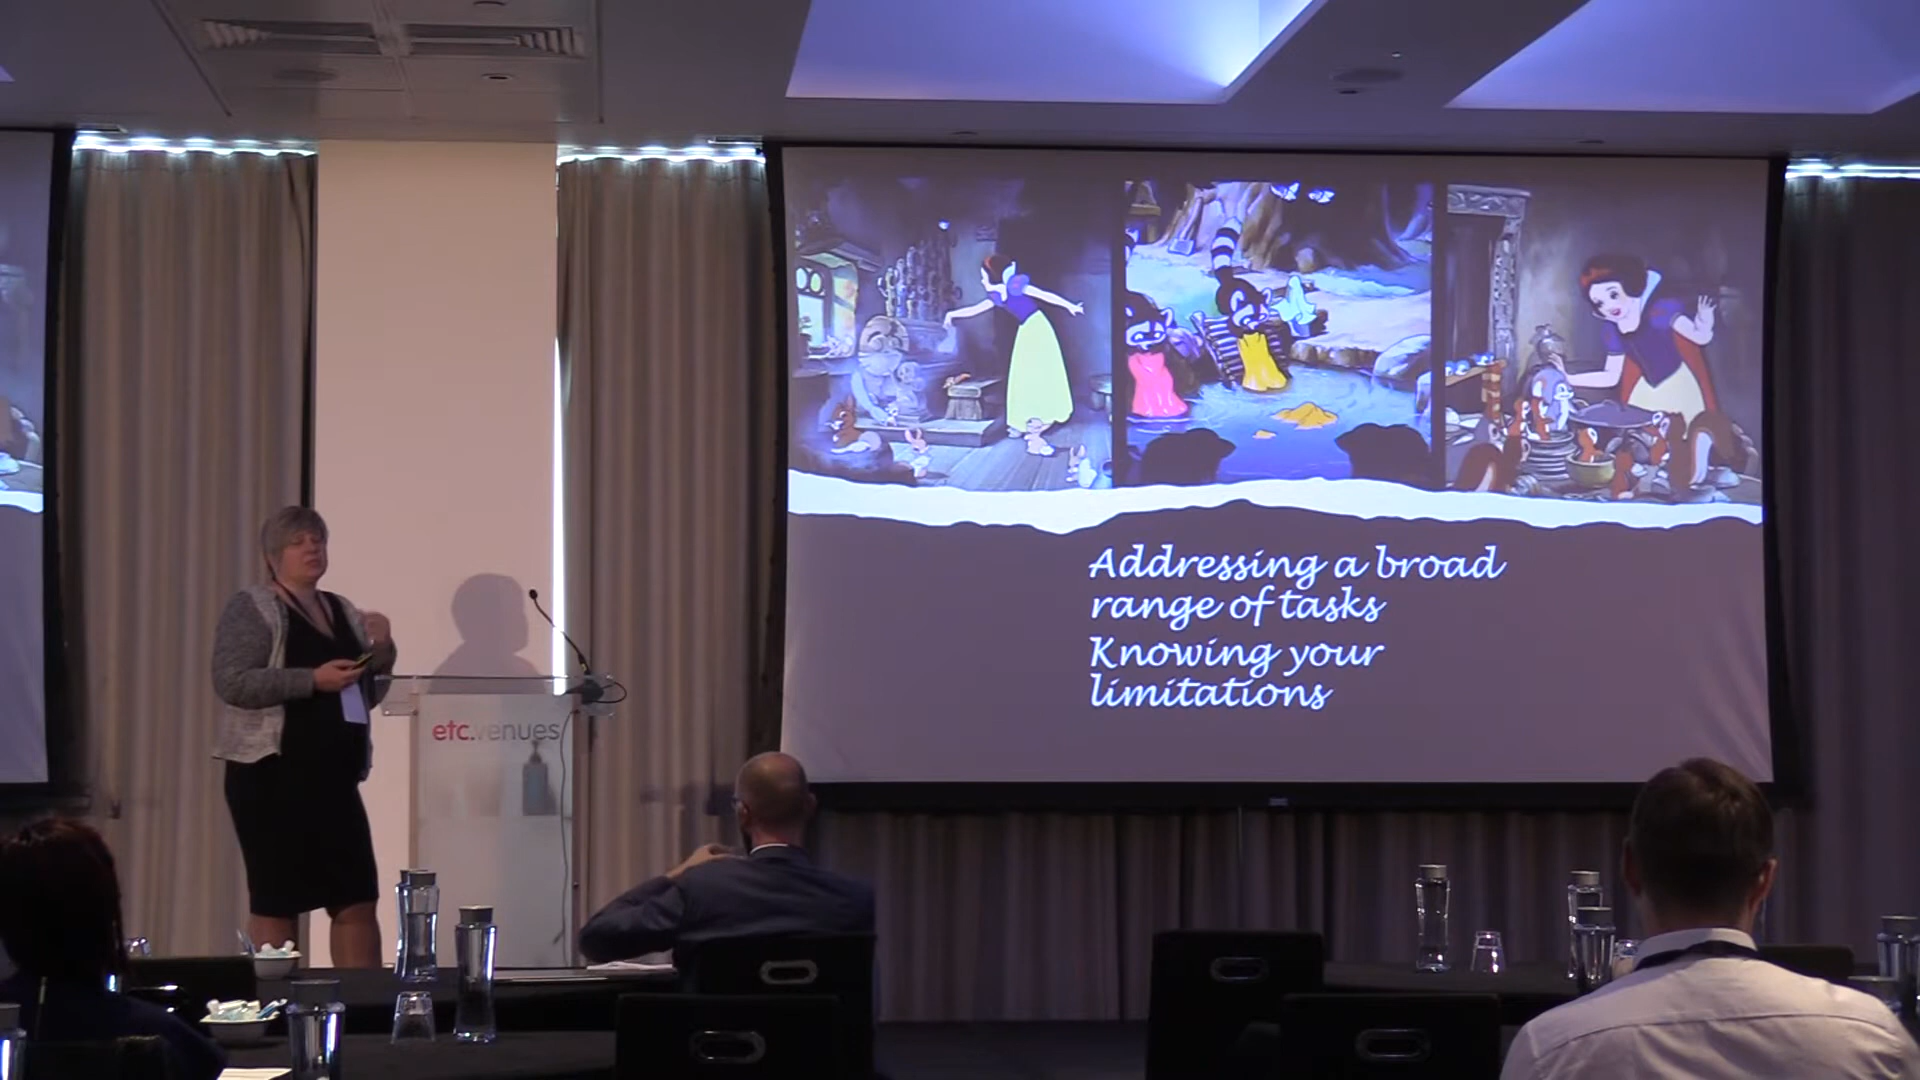 Addressing a broad
range of tasks
Knowing your
limitations
etc.venues